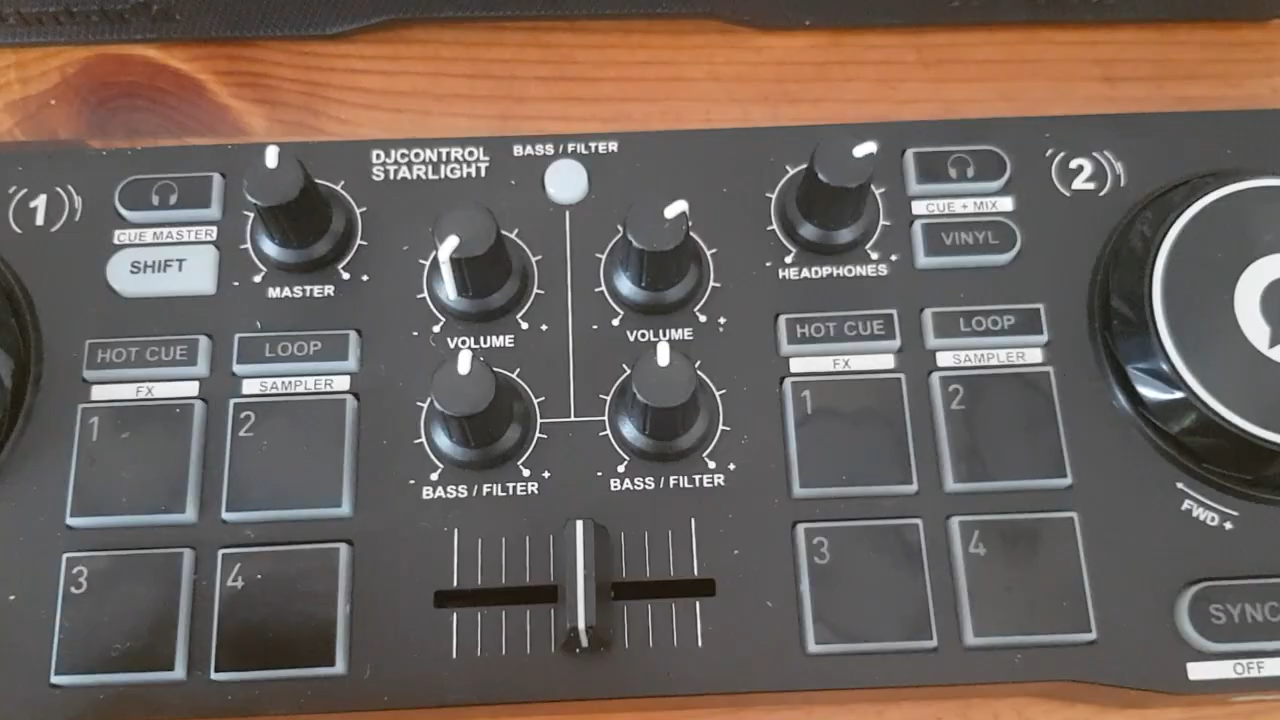 1
CUE MASTER
SHIFT
MASTER
DJCONTROL
STARLIGHT
BASS / FILTER
VOLUME
VOLUME
HEADPHONES
CUE + MIX
VINYL
2
HOT CUE
LOOP
FX
SAMPLER
1
2
3
4
BASS / FILTER
BASS / FILTER
HOT CUE
LOOP
FX
SAMPLER
1
2
3
4
FWD +
SYNC
OFF